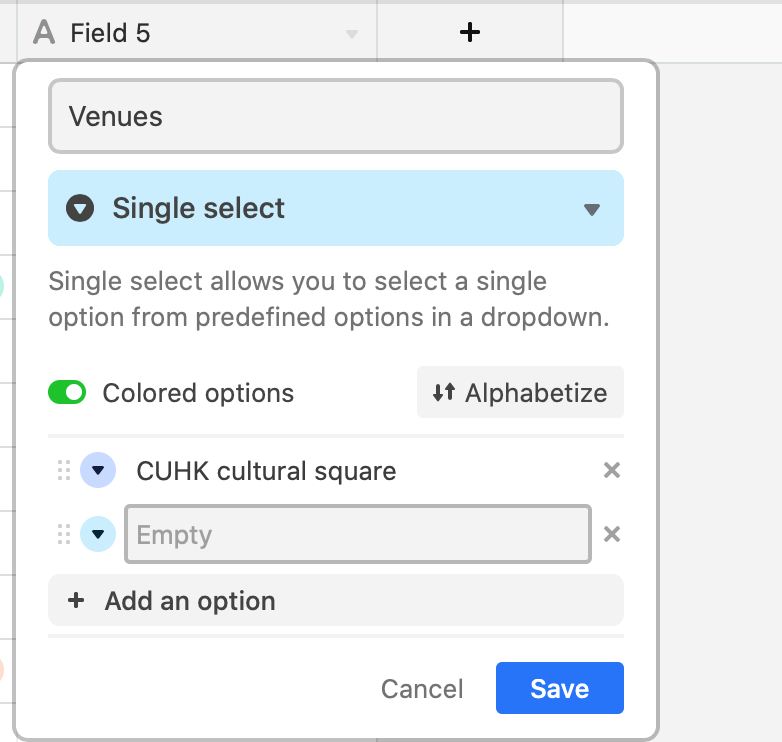 A Field 5
+
Venues
Single select
Single select allows you to select a single
option from predefined options in a dropdown.
Colored options
Alphabetize
CUHK cultural square
Empty
+ Add an option
Cancel
Save